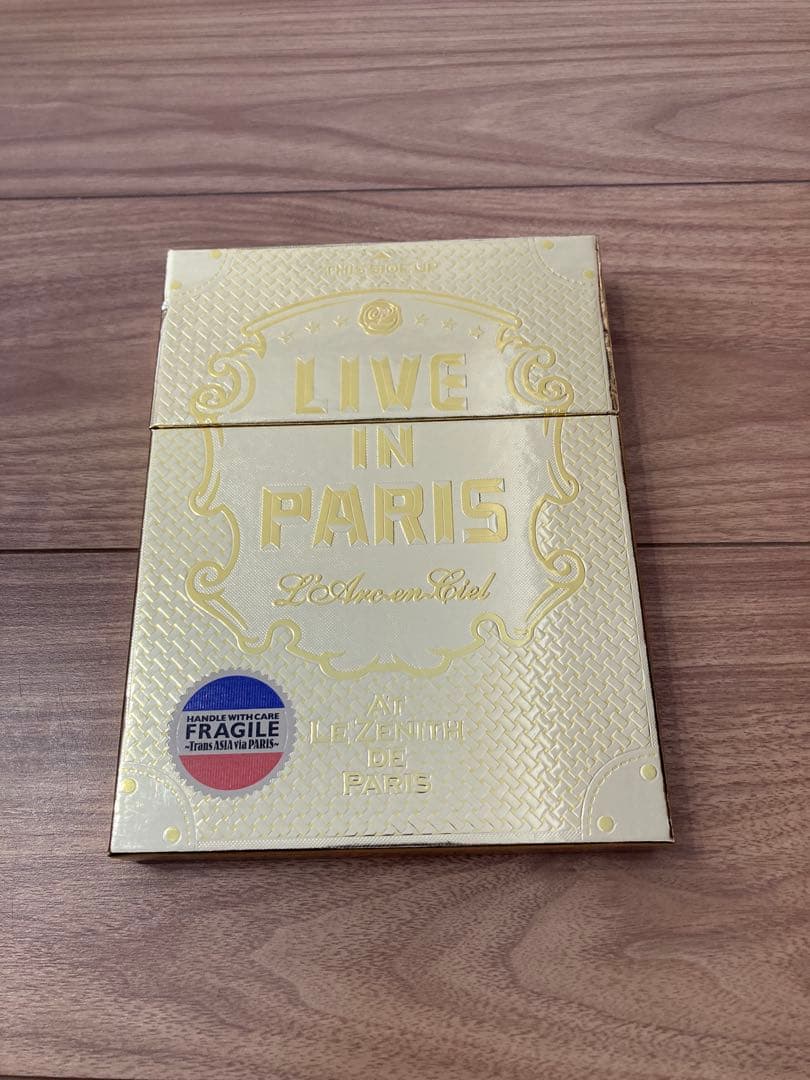 THIS SIDE UP
LIVE
IN
PARIS
L'Arc-en-Ciel
AT
LE ZENITH
DE
PARIS
HANDLE WITH CARE
FRAGILE
~Trans ASIA via PARIS~